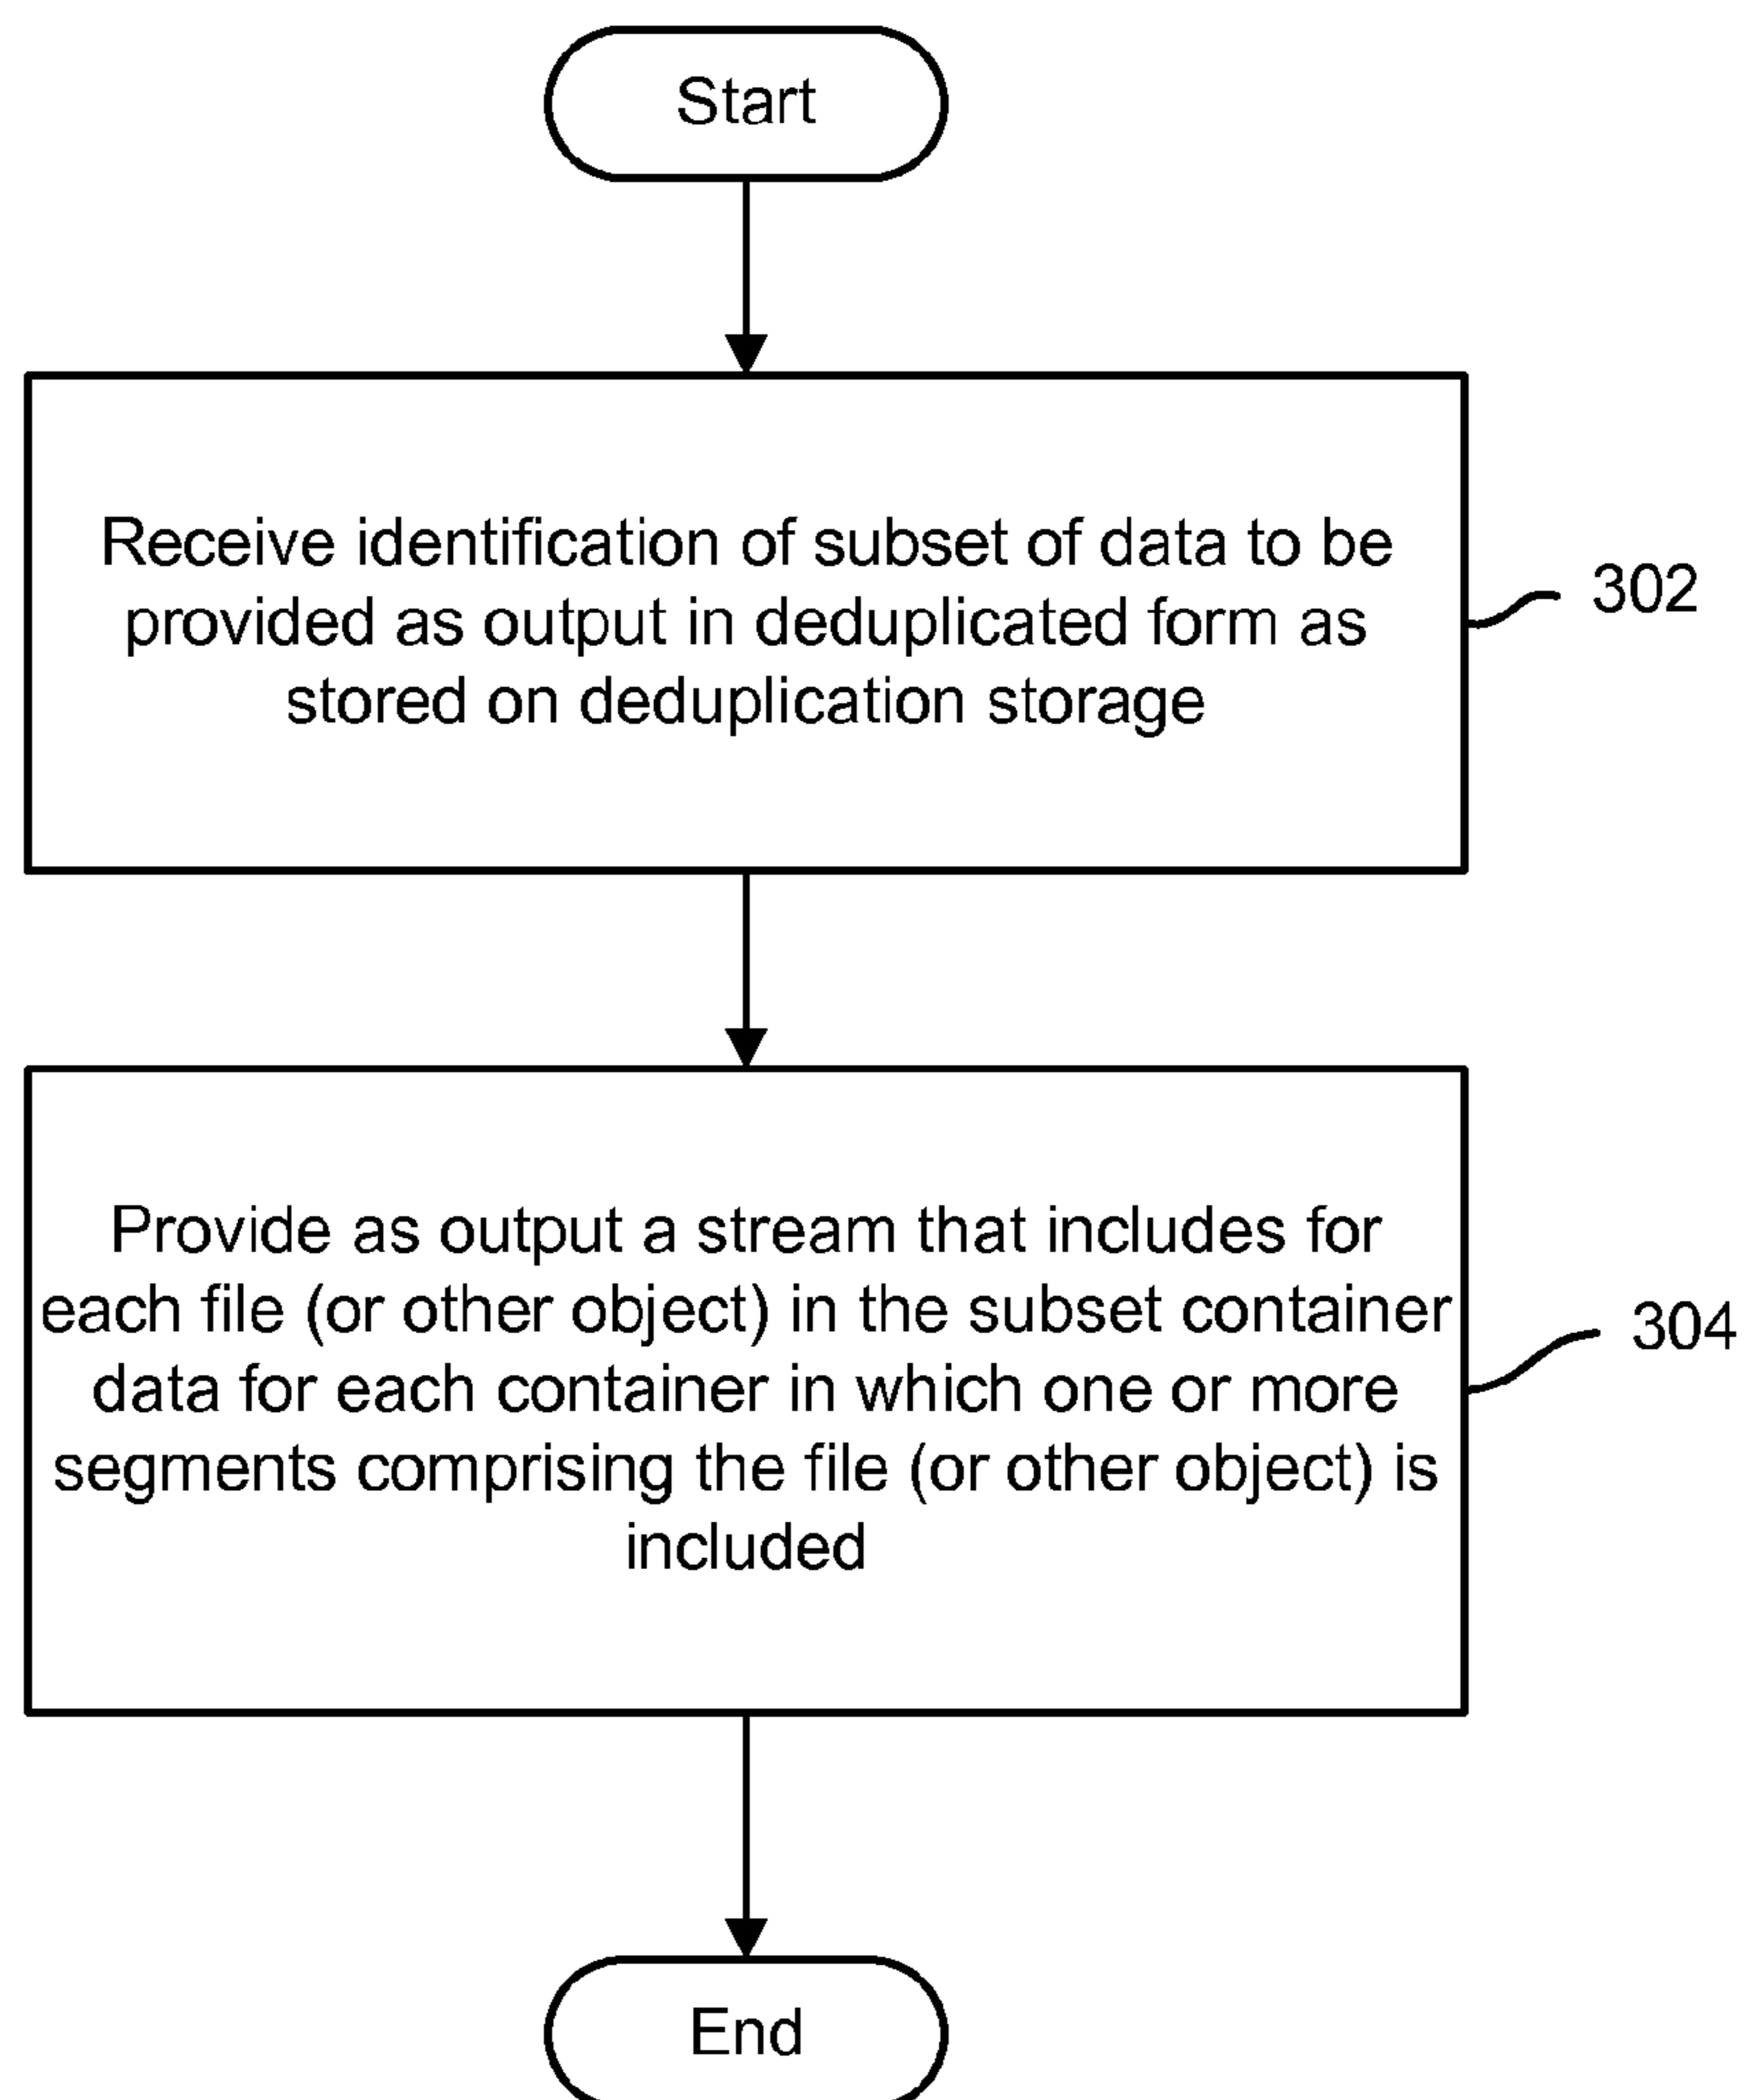 Start
Receive identification of subset of data to be
provided as output in deduplicated form as
stored on deduplication storage
302
Provide as output a stream that includes for
each file (or other object) in the subset container
data for each container in which one or more
segments comprising the file (or other object) is
included
304
End